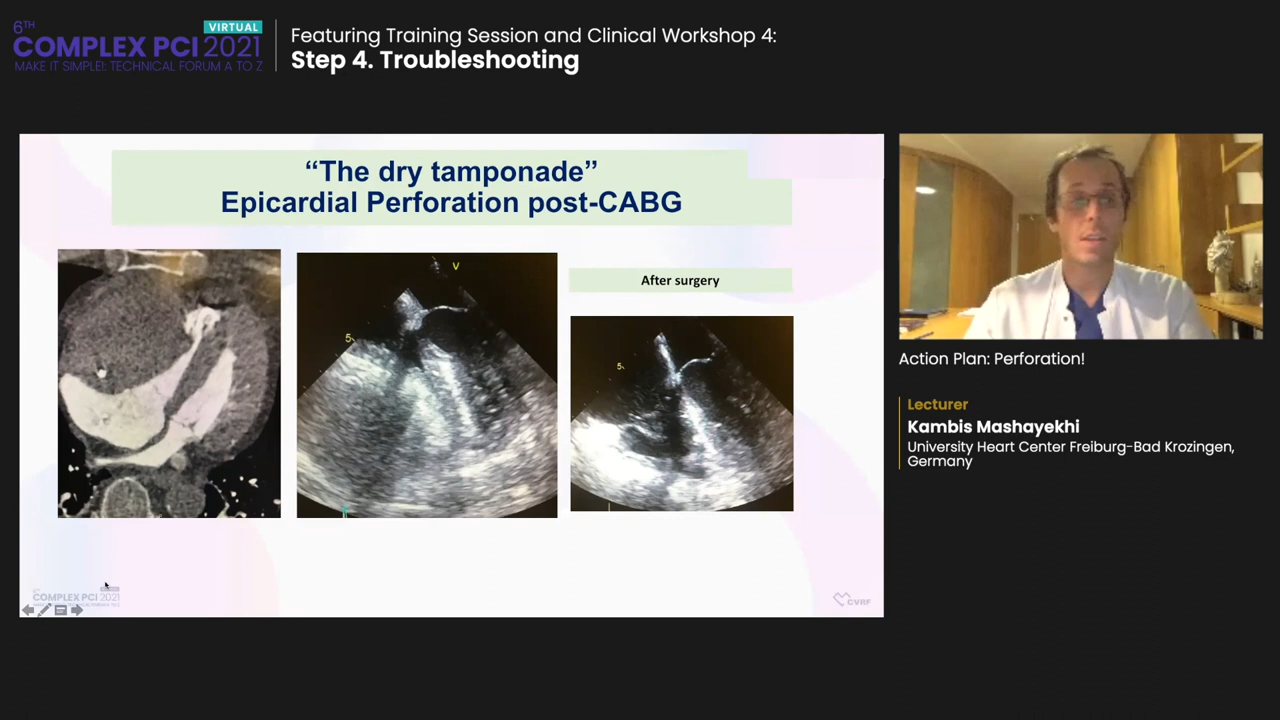 6TH
VIRTUAL
COMPLEX PCI 2021
MAKE IT SIMPLE!: TECHNICAL FORUM A TO Z
Featuring Training Session and Clinical Workshop 4:
Step 4. Troubleshooting
“The dry tamponade”
Epicardial Perforation post-CABG
After surgery
V
5
5
COMPLEX PCI 2021
CVRF
Action Plan: Perforation!
Lecturer
Kambis Mashayekhi
University Heart Center Freiburg-Bad Krozingen,
Germany